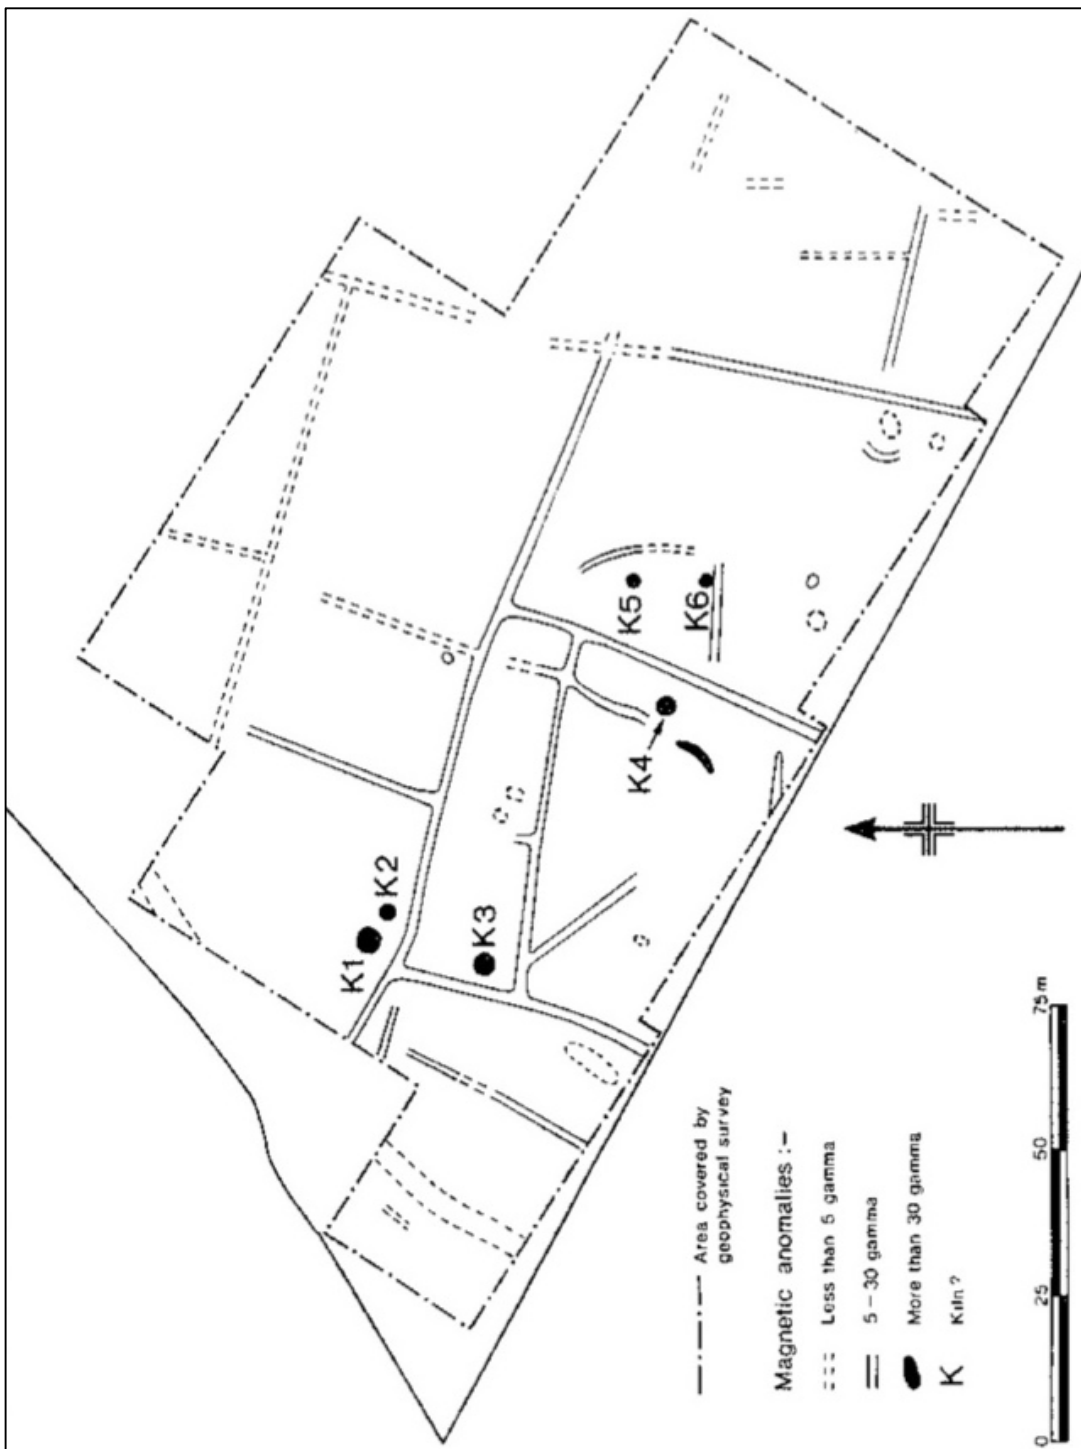 K1
K2
K3
K4
K5
K6
Area covered by
geophysical survey
Magnetic anomalies :-
Less than 5 gamma
5 - 30 gamma
More than 30 gamma
K Kiln ?
0 25 50 75 m